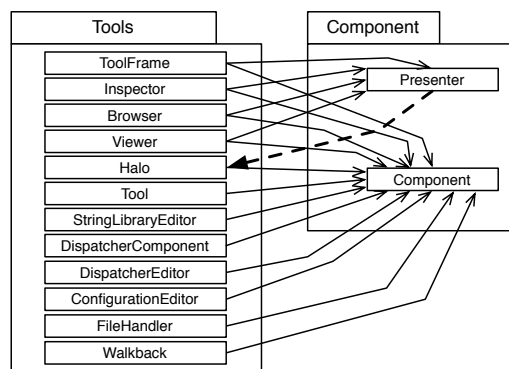 Tools
Component
ToolFrame
Inspector
Browser
Viewer
Halo
Tool
StringLibraryEditor
DispatcherComponent
DispatcherEditor
ConfigurationEditor
FileHandler
Walkback
Presenter
Component